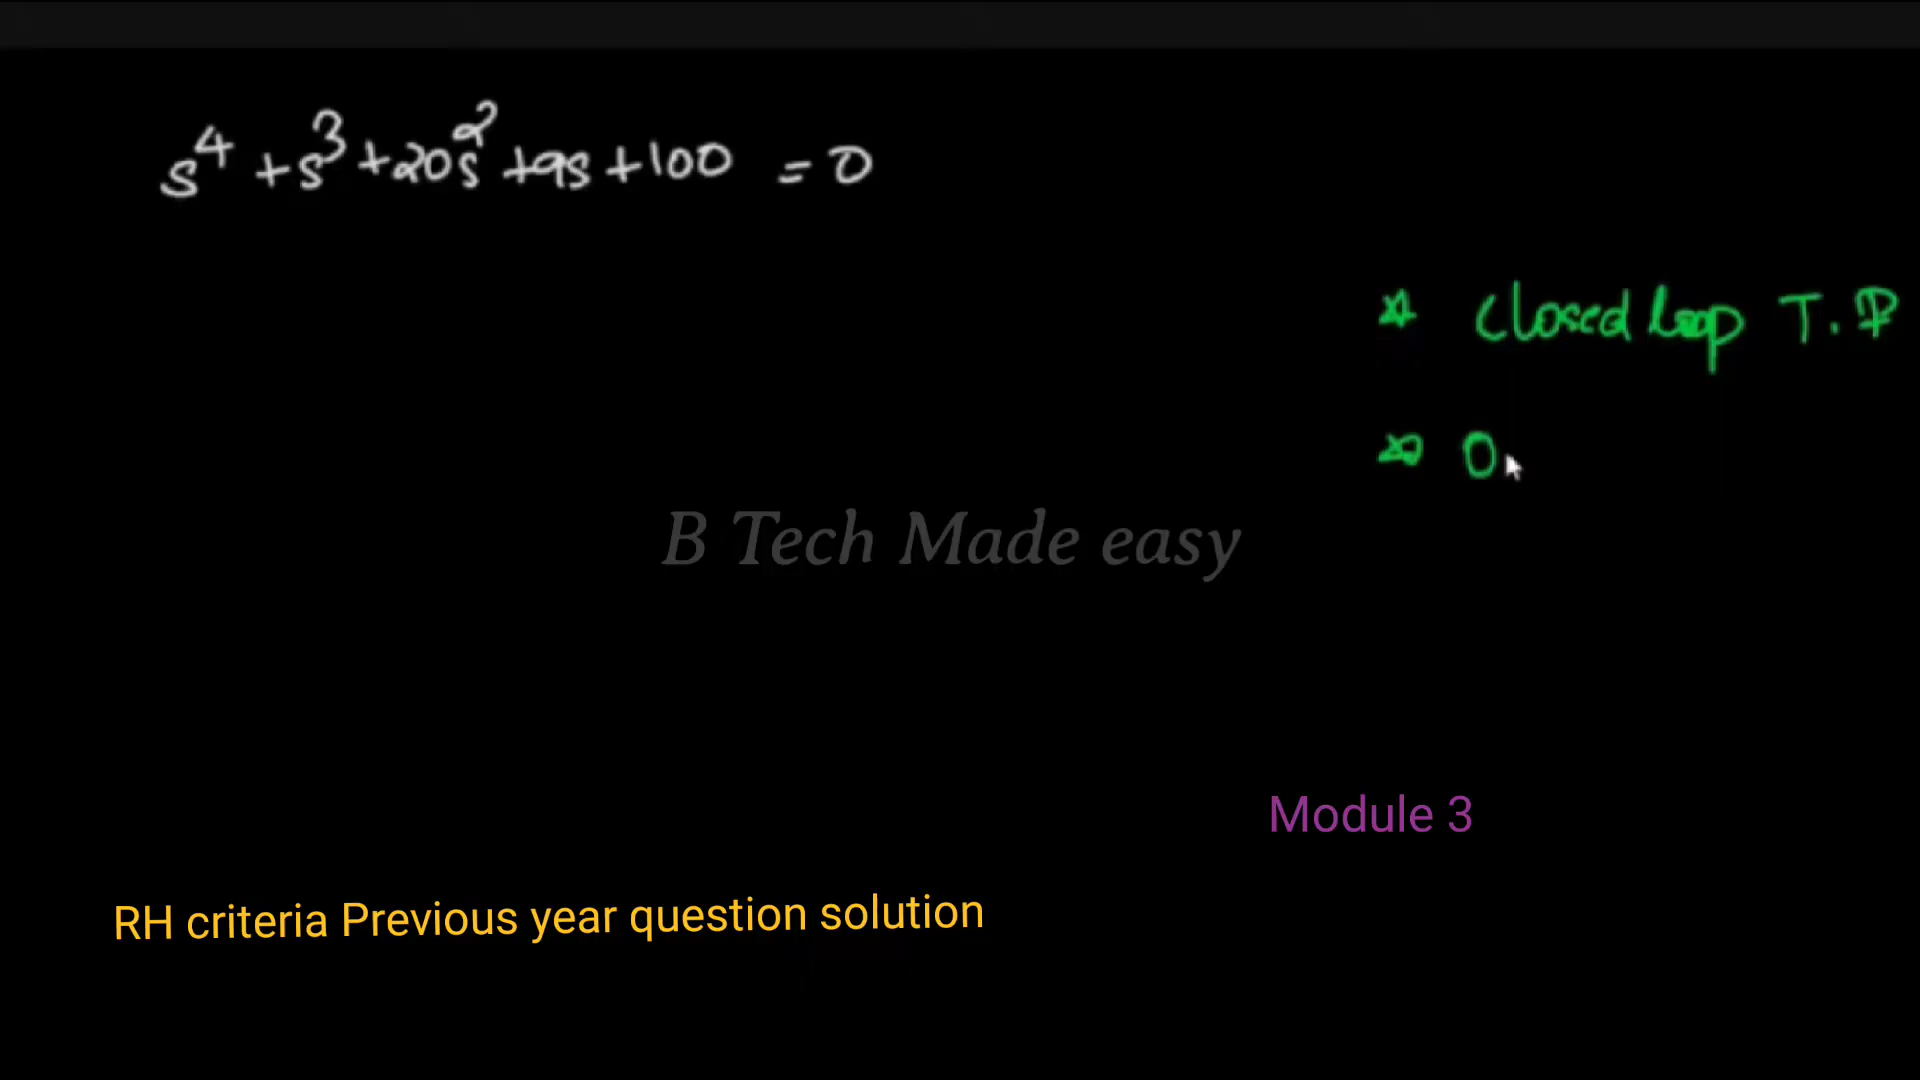 s⁴ + s³ + 20s² + 9s + 100 = 0
* Closed loop T.F
* O
B Tech Made easy
Module 3
RH criteria Previous year question solution